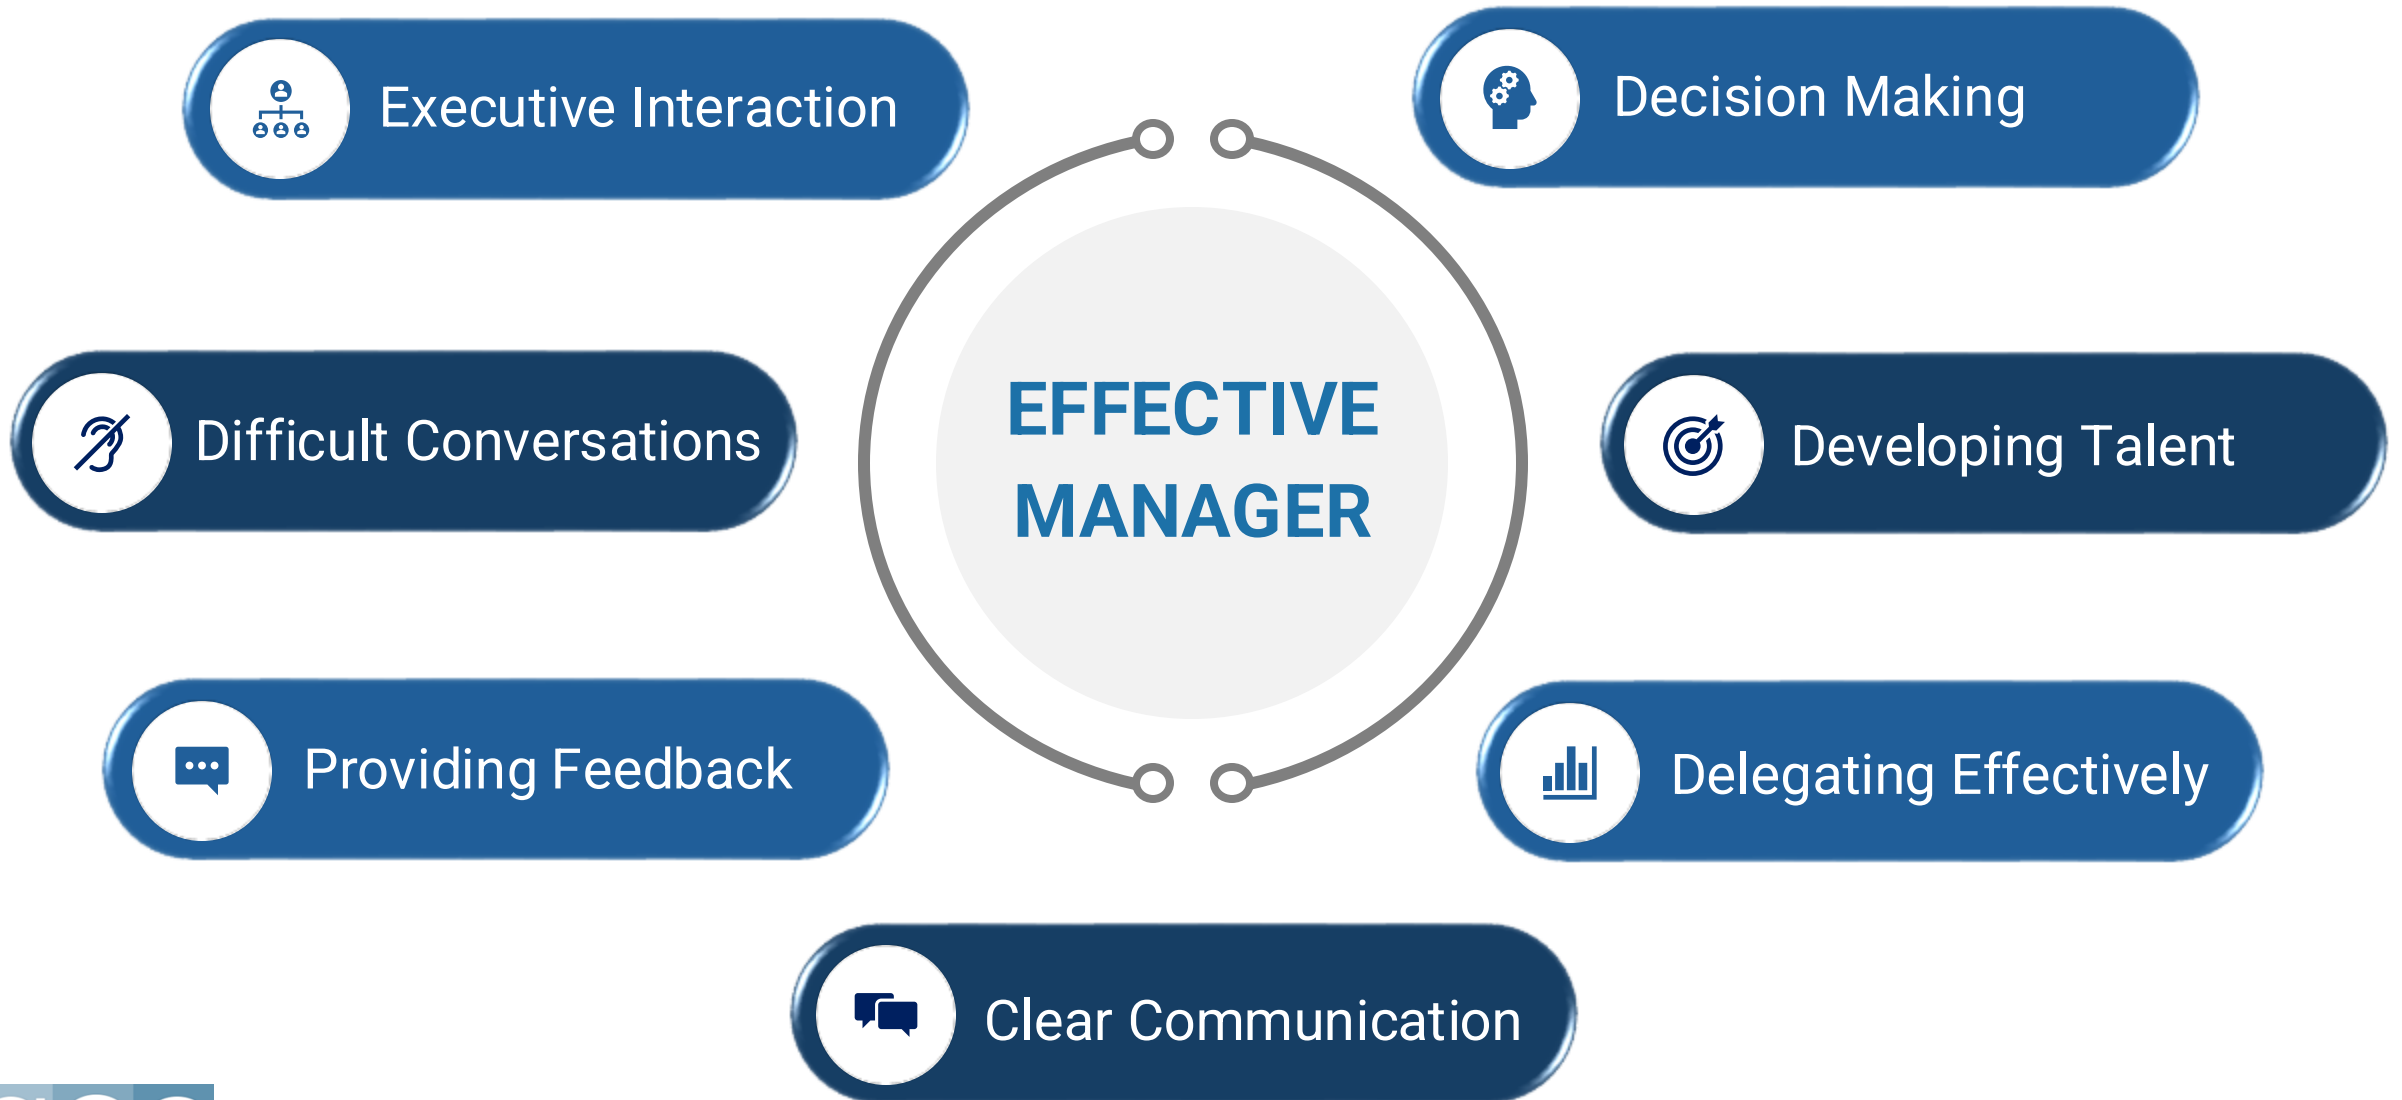 Executive Interaction
Decision Making
EFFECTIVE
MANAGER
Difficult Conversations
Developing Talent
Providing Feedback
Delegating Effectively
Clear Communication